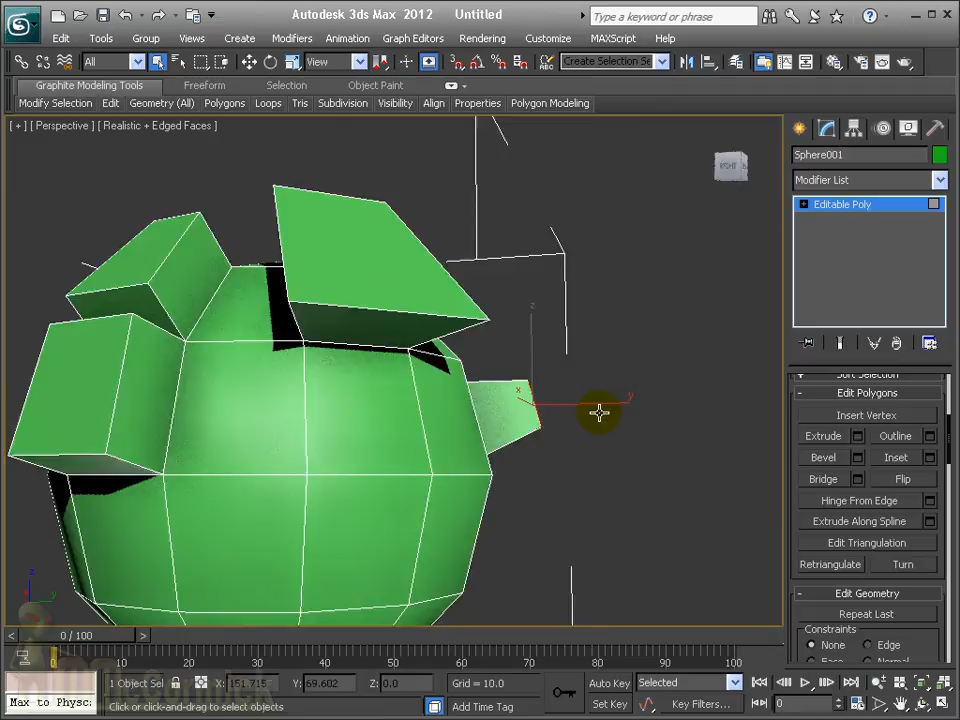 Autodesk 3ds Max 2012 Untitled
Type a keyword or phrase
Edit Tools Group Views Create Modifiers Animation Graph Editors Rendering Customize MAXScript Help
All View Create Selection Se
Graphite Modeling Tools Freeform Selection Object Paint
Modify Selection Edit Geometry (All) Polygons Loops Tris Subdivision Visibility Align Properties Polygon Modeling
[ + ] [ Perspective ] [ Realistic + Edged Faces ]
RIGHT
Sphere001
Modifier List
Editable Poly
z
x
y
Edit Polygons
Insert Vertex
Extrude Outline
Bevel Inset
Bridge Flip
Hinge From Edge
Extrude Along Spline
Edit Triangulation
Retriangulate Turn
Edit Geometry
Repeat Last
Constraints
None Edge
Normal
z
y
0 / 100
0 10 20 30 40 50 60 70 80 90 100
1 Object Sel X: 151.7157 Y: 69.602 Z: 0.0 Grid = 10.0 Auto Key Selected
Max to Physc: Click or click-and-drag to select objects Add Time Tag Set Key Key Filters... 0